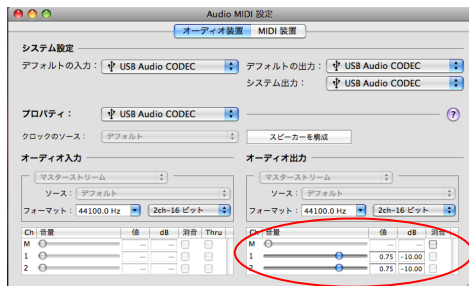 Audio MIDI 設定
オーディオ装置 MIDI 装置
システム設定
デフォルトの入力： USB Audio CODEC
デフォルトの出力： USB Audio CODEC
システム出力： USB Audio CODEC
プロパティ： USB Audio CODEC ?
クロックのソース： デフォルト スピーカーを構成
オーディオ入力
マスターストリーム
ソース： デフォルト
フォーマット： 44100.0 Hz 2ch-16 ビット
Ch 音量 値 dB 消音 Thru
M -- --
1 -- --
2 -- --
オーディオ出力
マスターストリーム
ソース： デフォルト
フォーマット： 44100.0 Hz 2ch-16 ビット
Ch 音量 値 dB 消音
M -- --
1 0.75 -10.00
2 0.75 -10.00